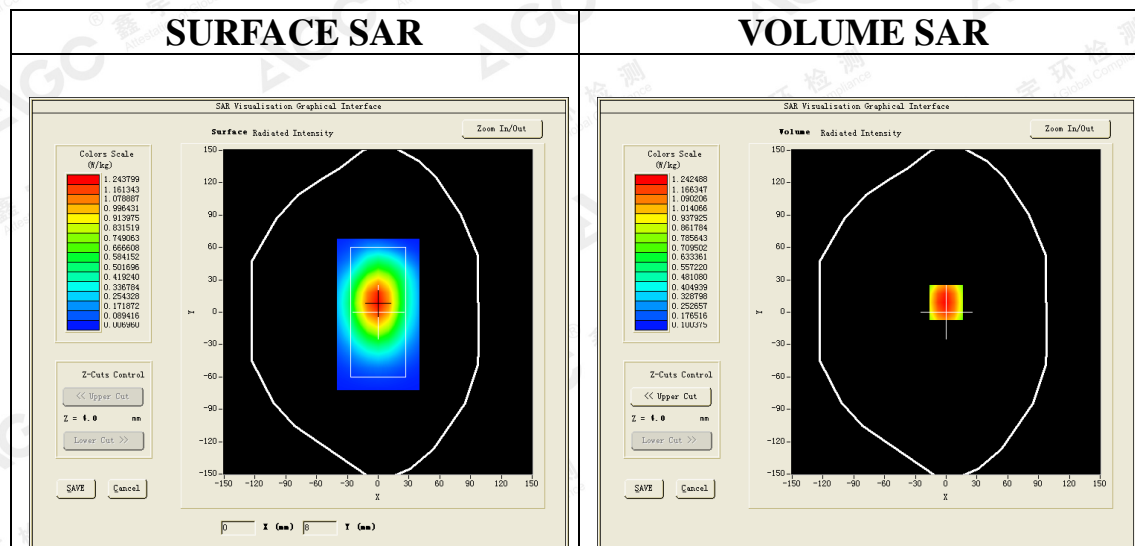 SURFACE SAR
VOLUME SAR
SAR Visualisation Graphical Interface
Surface Radiated Intensity
Zoom In/Out
Colors Scale
(W/kg)
1.243799
1.161343
1.078887
0.996431
0.913975
0.831519
0.749063
0.666608
0.584152
0.501696
0.419240
0.336784
0.254328
0.171872
0.089416
0.006960
150
120
90
60
30
0
-30
-60
-90
-120
-150
Y
-150 -120 -90 -60 -30 0 30 60 90 120 150
X
Z-Cuts Control
<< Upper Cut
Z = 4.0 mm
Lower Cut >>
SAVE
Cancel
0 X (mm) 8 Y (mm)
SAR Visualisation Graphical Interface
Volume Radiated Intensity
Zoom In/Out
Colors Scale
(W/kg)
1.242488
1.166347
1.090206
1.014066
0.937925
0.861784
0.785643
0.709502
0.633361
0.557220
0.481080
0.404939
0.328798
0.252657
0.176516
0.100375
150
120
90
60
30
0
-30
-60
-90
-120
-150
Y
-150 -120 -90 -60 -30 0 30 60 90 120 150
X
Z-Cuts Control
<< Upper Cut
Z = 4.0 mm
Lower Cut >>
SAVE
Cancel